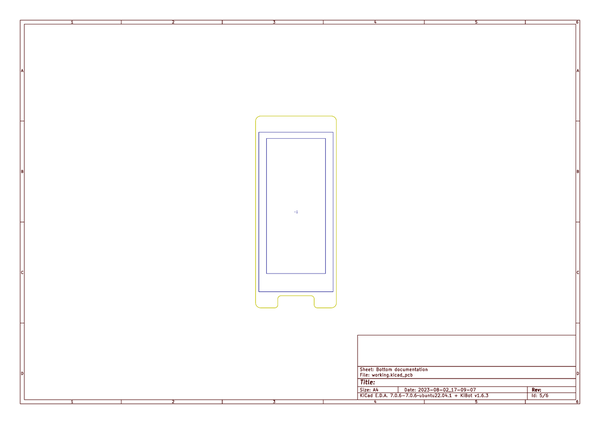 1 2 3 4 5 6
A A
B B
C C
D D
Sheet: Bottom documentation
File: working.kicad_pcb
Title:
Size: A4 Date: 2023-08-02_17-09-07 Rev:
KiCad E.D.A. 7.0.6-7.0.6~ubuntu22.04.1 + KiBot v1.6.3 Id: 5/6
1 2 3 4 5 6